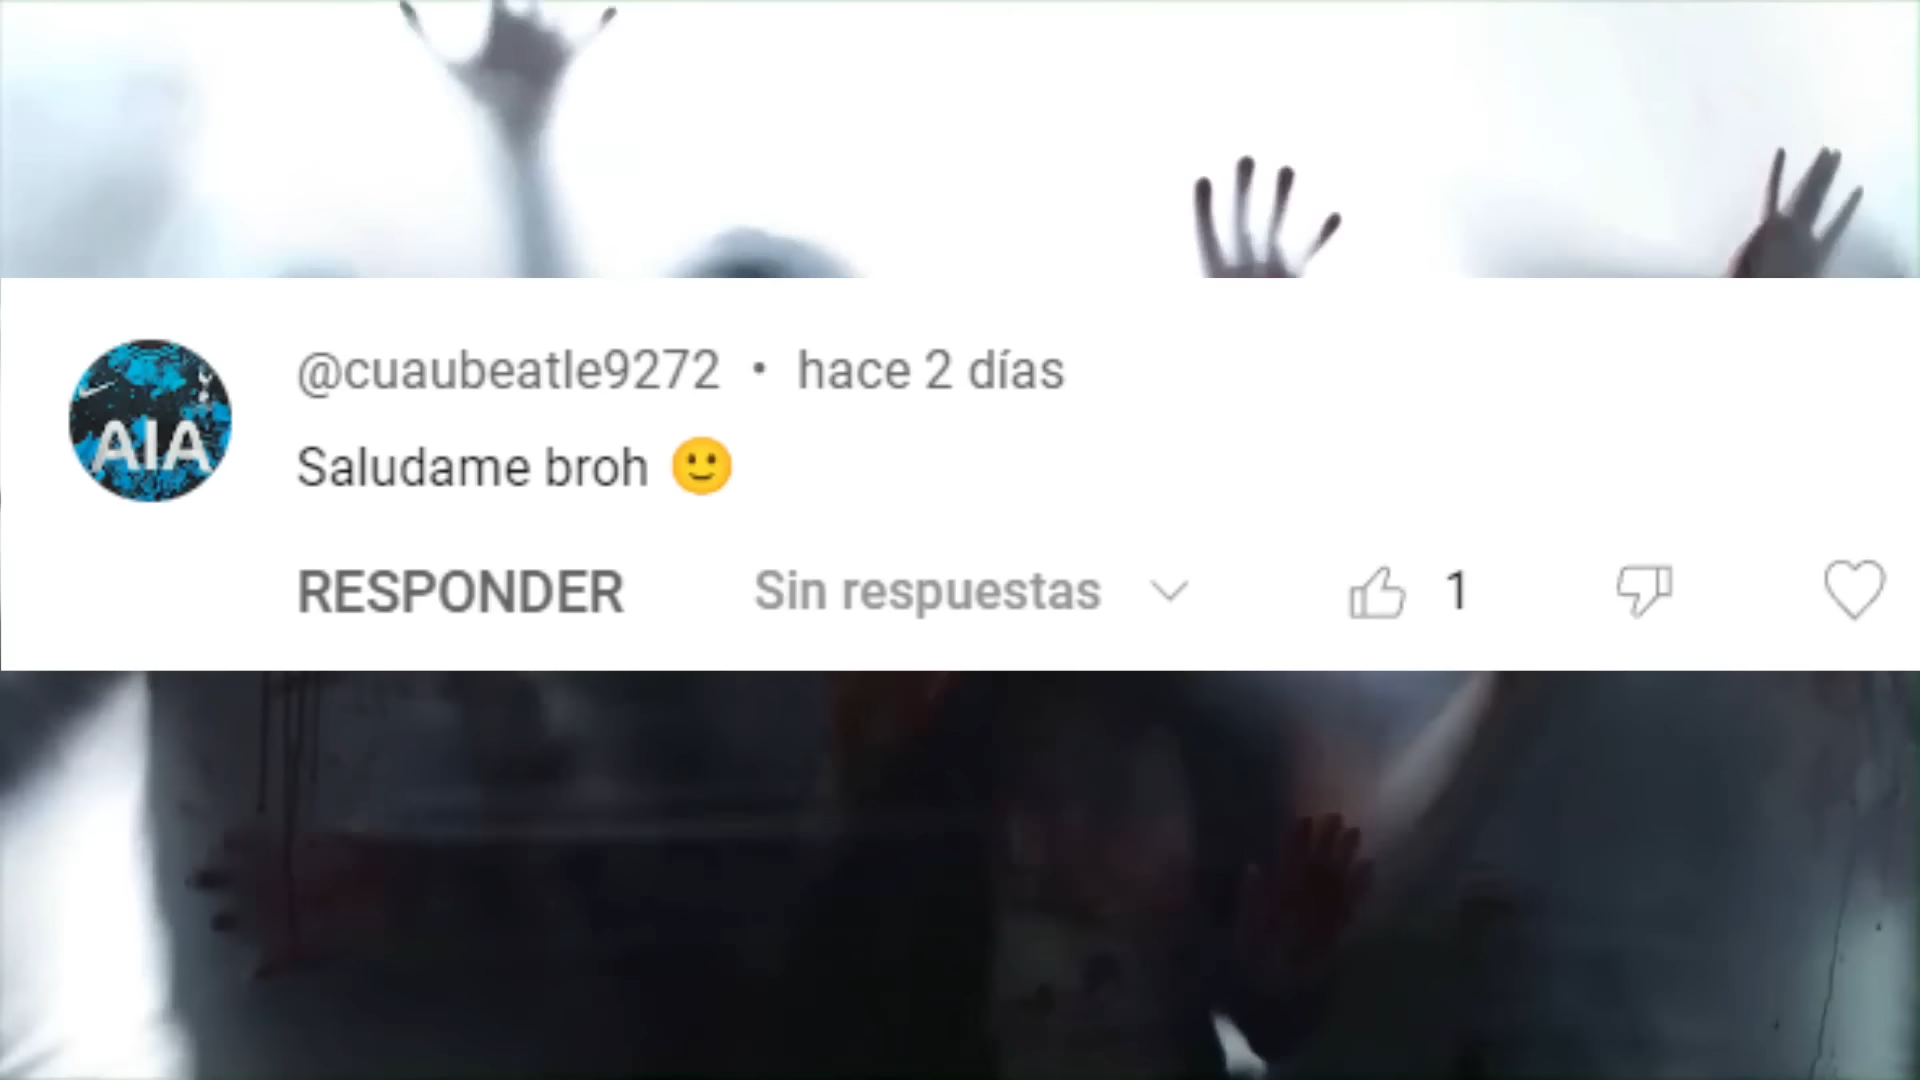 @cuaubeatle9272 • hace 2 días
AIA
Saludame broh 🙂
RESPONDER Sin respuestas 1